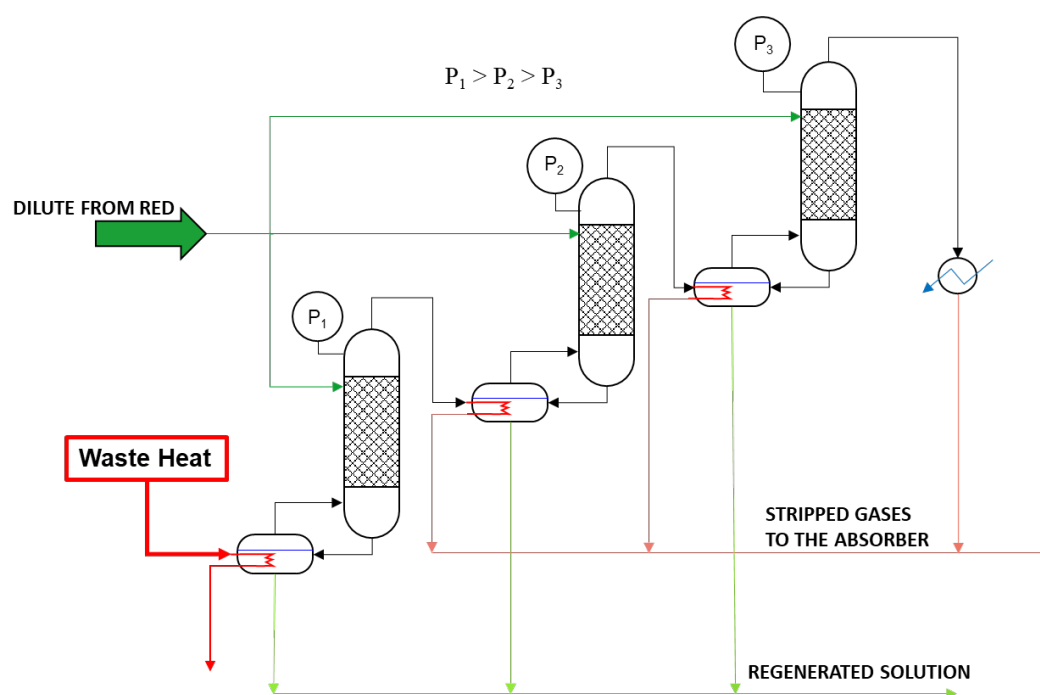 P3
P1 > P2 > P3
P2
DILUTE FROM RED
P1
Waste Heat
STRIPPED GASES
TO THE ABSORBER
REGENERATED SOLUTION